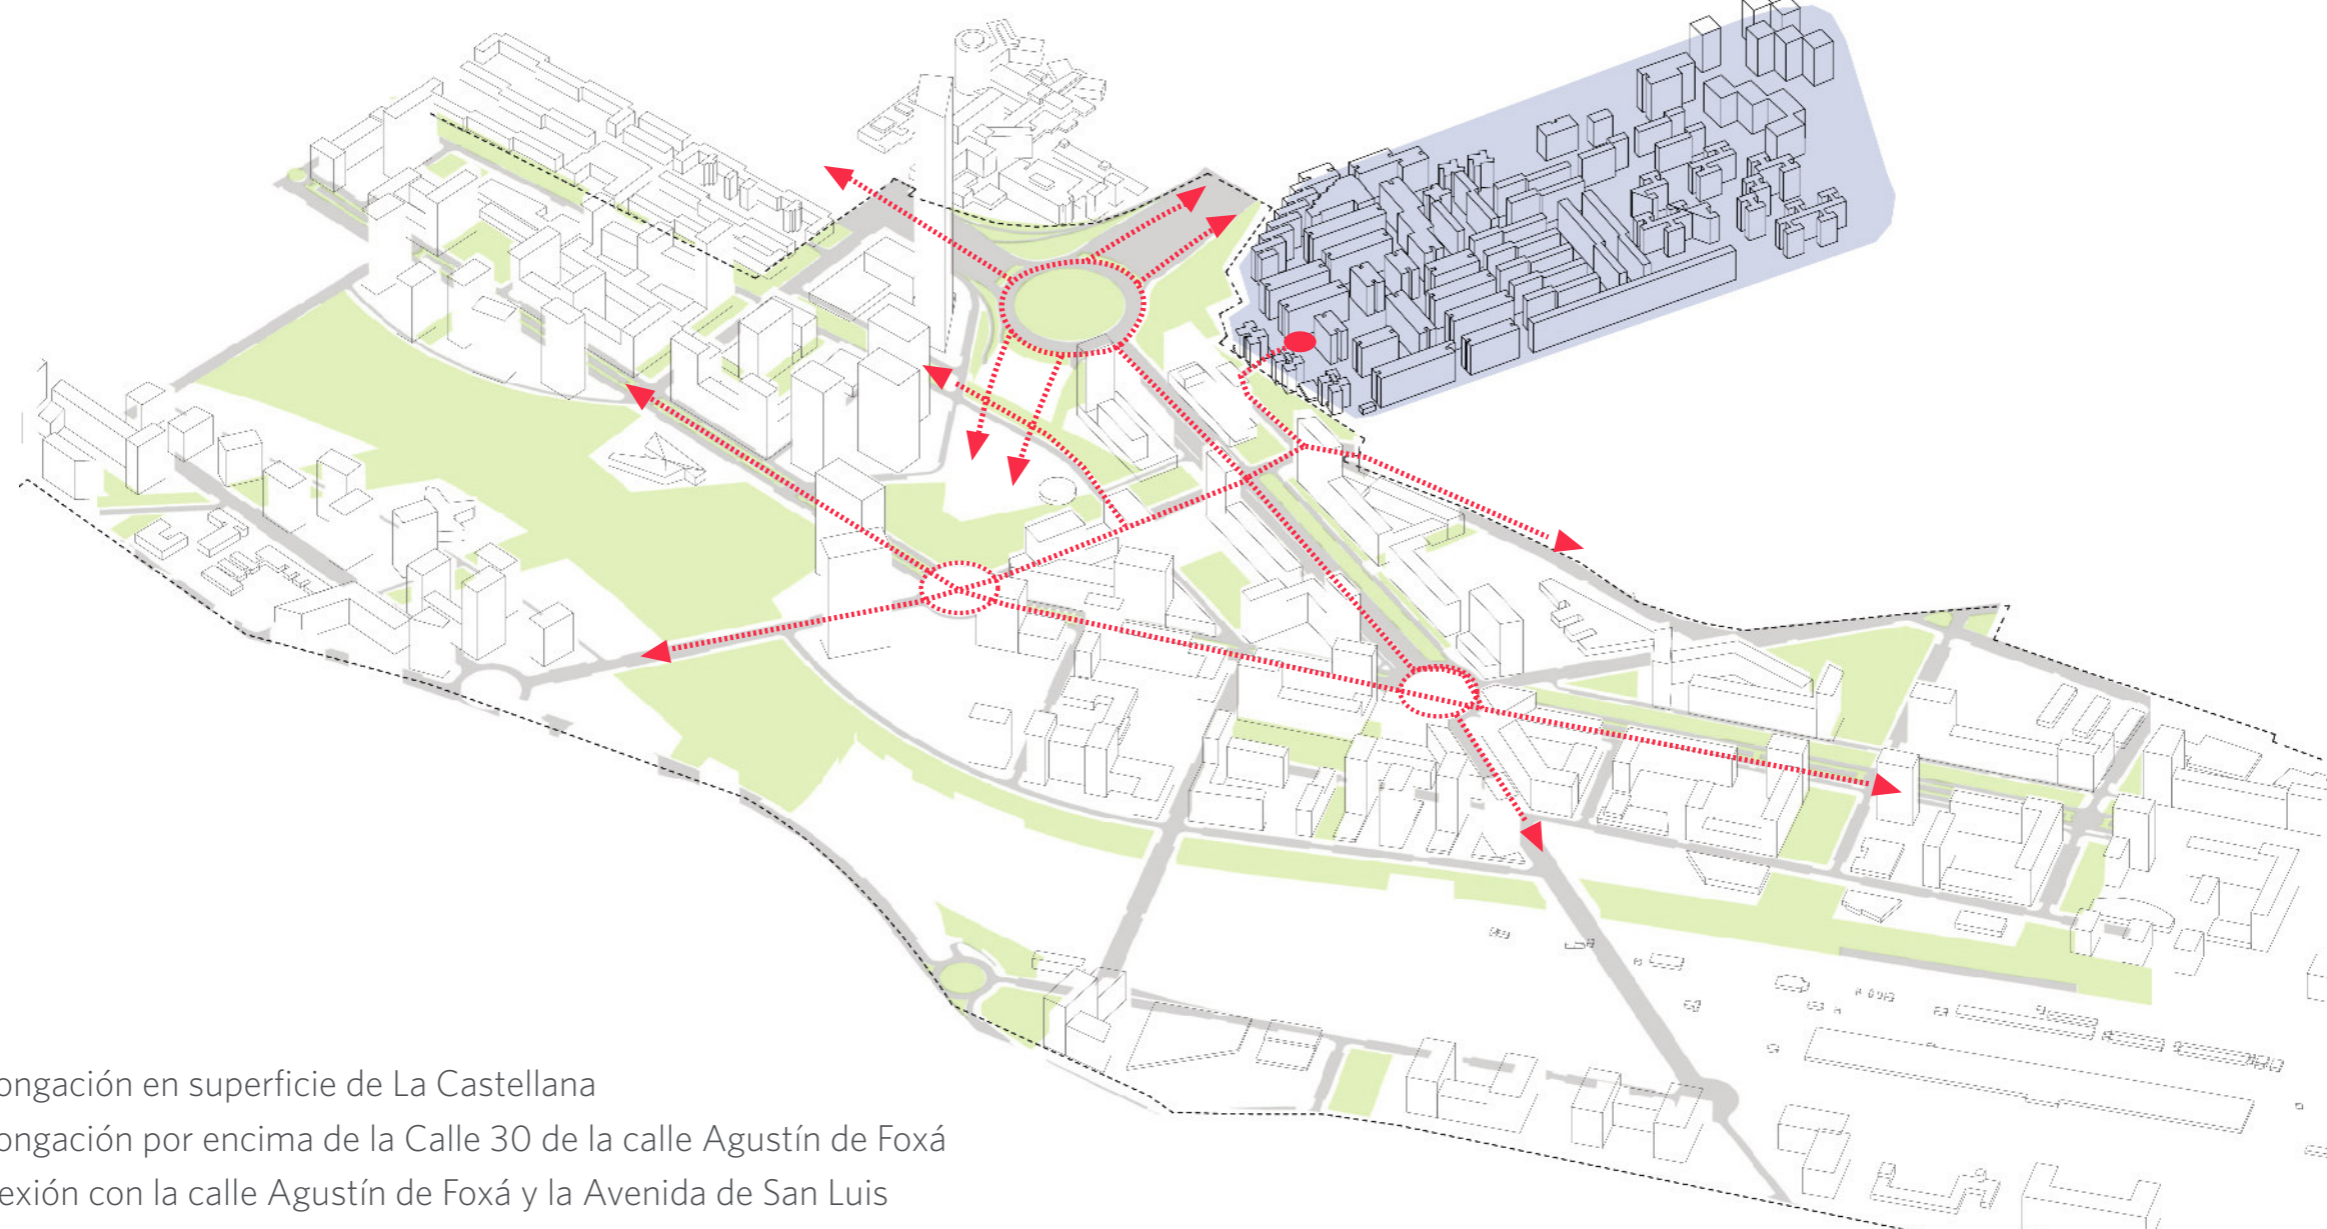 ongación en superficie de La Castellana
ongación por encima de la Calle 30 de la calle Agustín de Foxá
exión con la calle Agustín de Foxá y la Avenida de San Luis